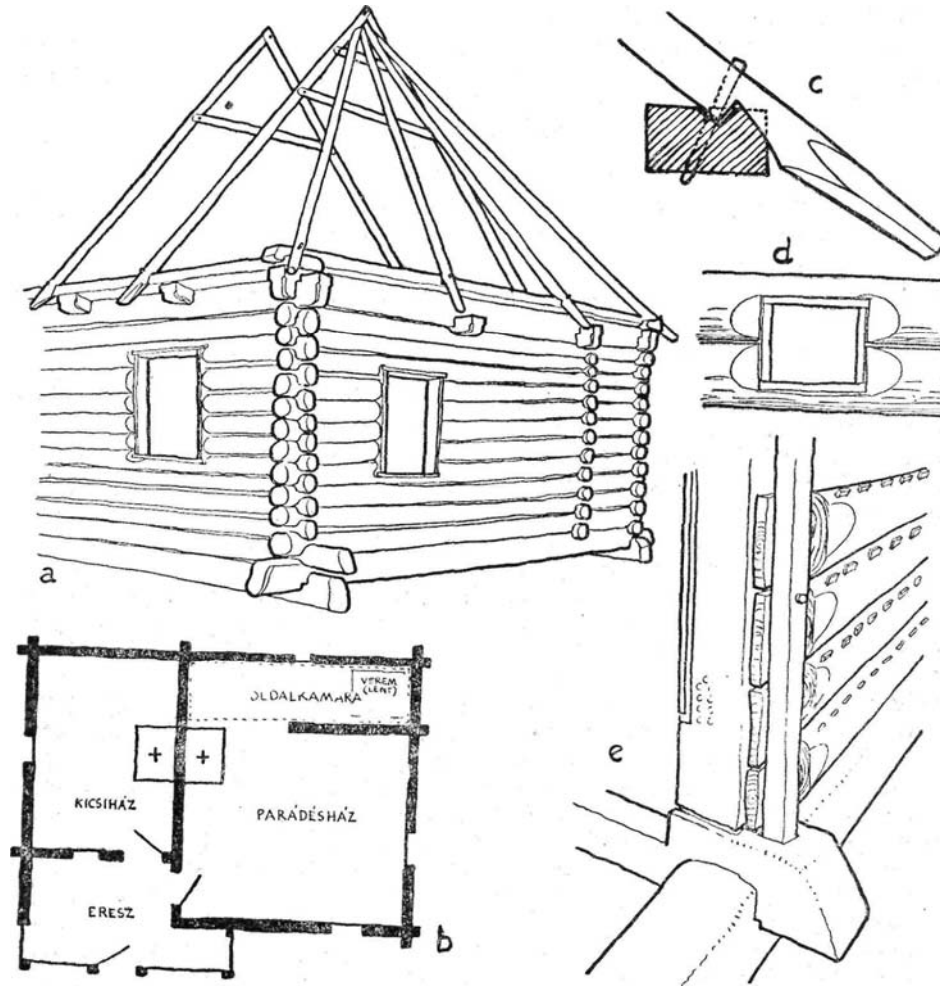 c
d
a
e
VEREM
(LENT)
OLDALKAMARA
KICSIHÁZ
PARÁDÉSHÁZ
ERESZ
b